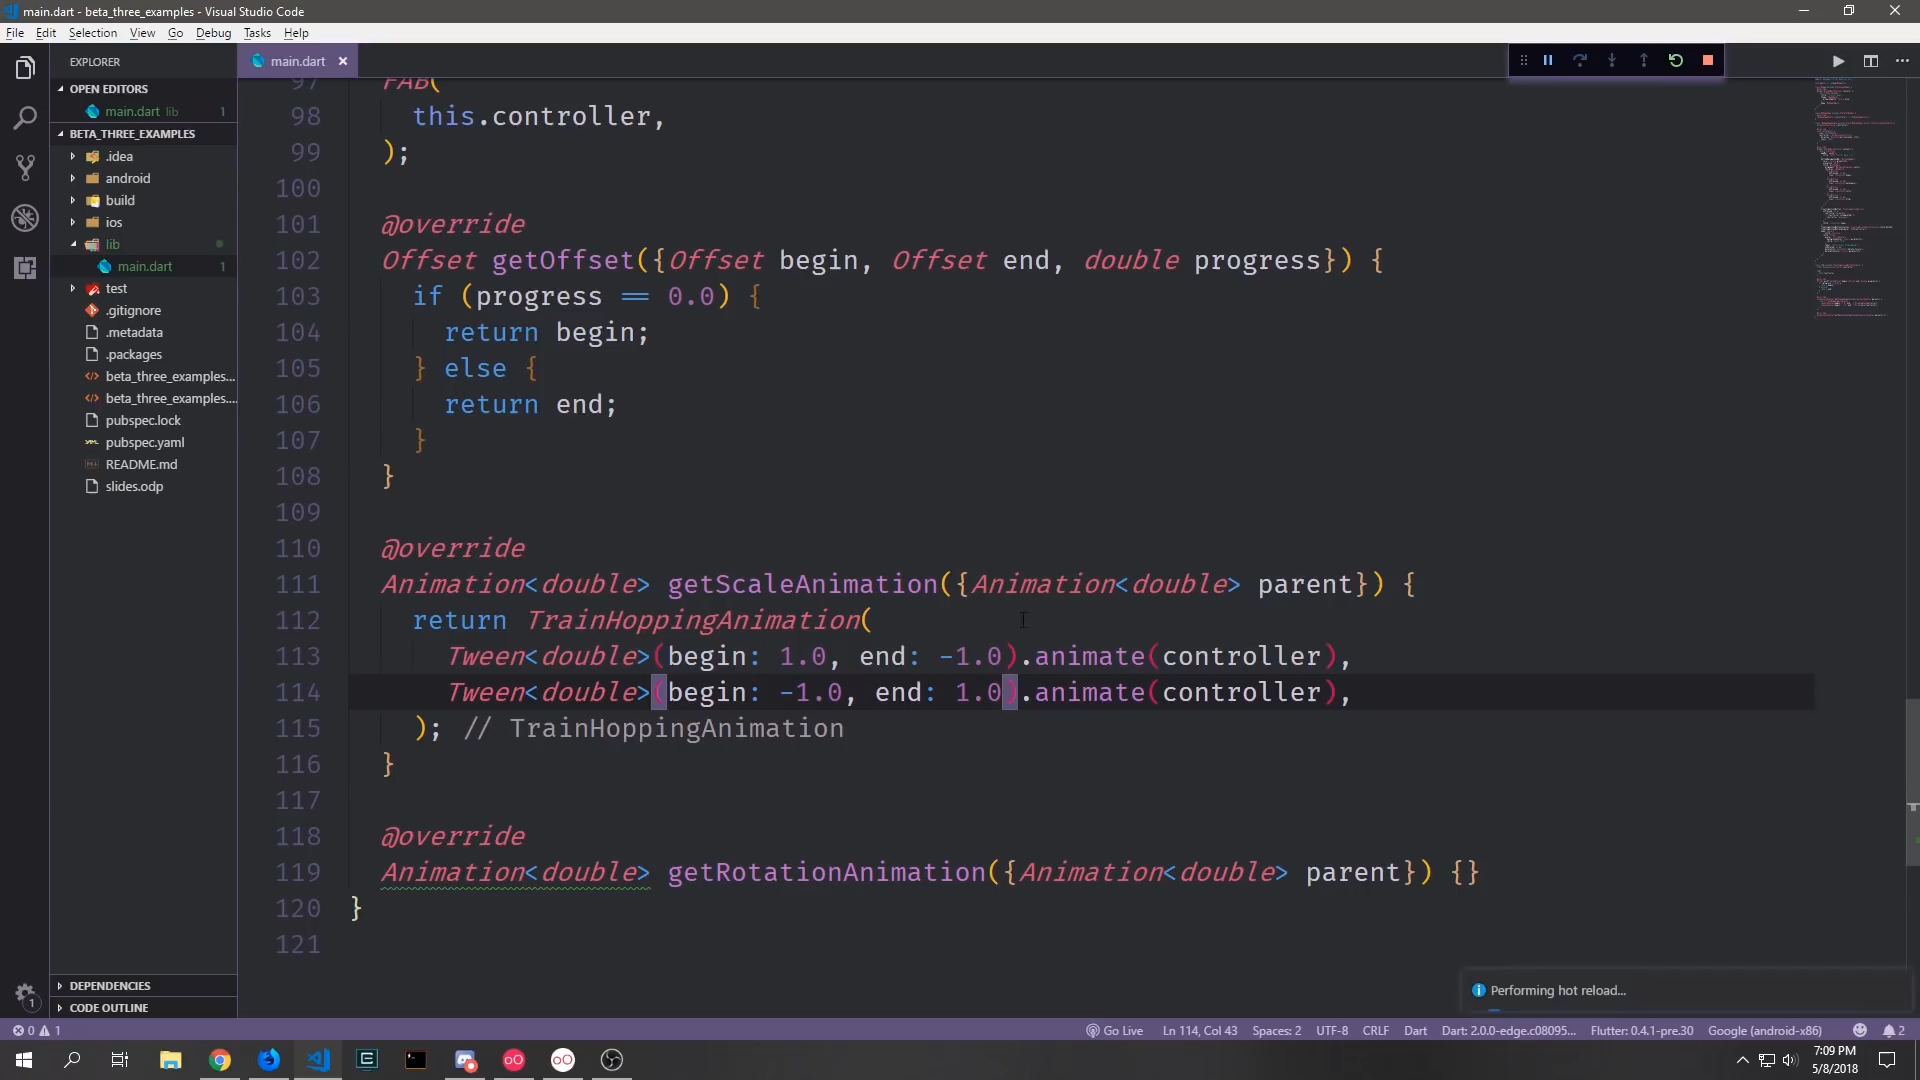 main.dart - beta_three_examples - Visual Studio Code
File Edit Selection View Go Debug Tasks Help
EXPLORER
main.dart ×
OPEN EDITORS
main.dart lib 1
BETA_THREE_EXAMPLES
.idea
android
build
ios
lib
main.dart 1
test
.gitignore
.metadata
.packages
beta_three_examples...
beta_three_examples....
pubspec.lock
pubspec.yaml
README.md
slides.odp
DEPENDENCIES
CODE OUTLINE
97 FAB(
98 this.controller,
99 );
100
101 @override
102 Offset getOffset({Offset begin, Offset end, double progress}) {
103 if (progress == 0.0) {
104 return begin;
105 } else {
106 return end;
107 }
108 }
109
110 @override
111 Animation<double> getScaleAnimation({Animation<double> parent}) {
112 return TrainHoppingAnimation(
113 Tween<double>(begin: 1.0, end: -1.0).animate(controller),
114 Tween<double>(begin: -1.0, end: 1.0).animate(controller),
115 ); // TrainHoppingAnimation
116 }
117
118 @override
119 Animation<double> getRotationAnimation({Animation<double> parent}) {}
120 }
121
Performing hot reload...
1
0 1 Go Live Ln 114, Col 43 Spaces: 2 UTF-8 CRLF Dart Dart: 2.0.0-edge.c08095... Flutter: 0.4.1-pre.30 Google (android-x86) 2
7:09 PM
5/8/2018